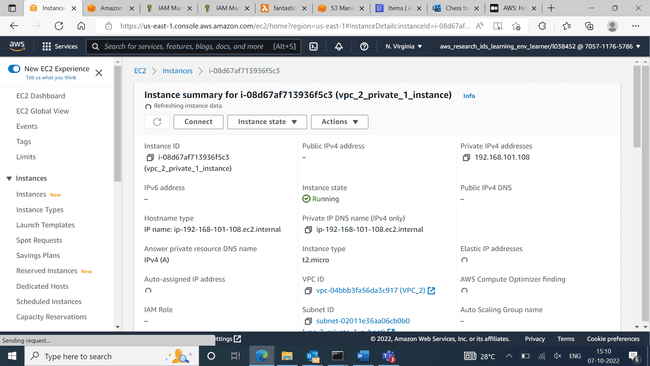 Instance
Amazon
IAM Man
IAM Man
fantastic
S3 Mana
Items | A
Chess to
AWS: Ho
https://us-east-1.console.aws.amazon.com/ec2/home?region=us-east-1#InstanceDetails:instanceId=i-08d67af...
aws
Services
Search for services, features, blogs, docs, and more
[Alt+S]
N. Virginia
aws_research_ids_learning_env_learner/l038452 @ 7057-1176-5786
New EC2 Experience
Tell us what you think
EC2 Dashboard
EC2 Global View
Events
Tags
Limits
Instances
Instances New
Instance Types
Launch Templates
Spot Requests
Savings Plans
Reserved Instances New
Dedicated Hosts
Scheduled Instances
Capacity Reservations
EC2
Instances
i-08d67af713936f5c3
Instance summary for i-08d67af713936f5c3 (vpc_2_private_1_instance) Info
Refreshing instance data
Connect
Instance state
Actions
Instance ID
i-08d67af713936f5c3
(vpc_2_private_1_instance)
Public IPv4 address
–
Private IPv4 addresses
192.168.101.108
IPv6 address
–
Instance state
Running
Public IPv4 DNS
–
Hostname type
IP name: ip-192-168-101-108.ec2.internal
Private IP DNS name (IPv4 only)
ip-192-168-101-108.ec2.internal
Answer private resource DNS name
IPv4 (A)
Instance type
t2.micro
Elastic IP addresses
Auto-assigned IP address
VPC ID
vpc-04bbb3fa56da3c917 (VPC_2)
AWS Compute Optimizer finding
IAM Role
–
Subnet ID
subnet-02011e36aa06cb0b0
Auto Scaling Group name
–
Sending request...
ettings
© 2022, Amazon Web Services, Inc. or its affiliates.
Privacy
Terms
Cookie preferences
Type here to search
28°C
ENG
15:10
07-10-2022
6